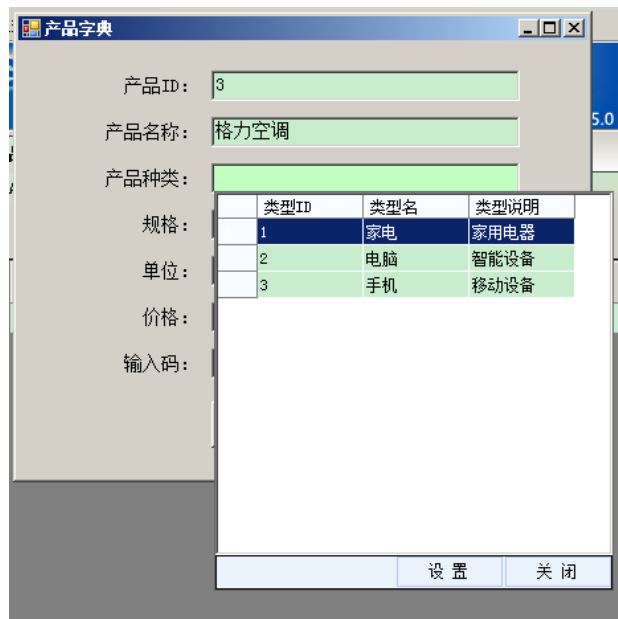 产品字典
产品ID： 3
5.0
产品名称： 格力空调
产品种类：
类型ID 类型名 类型说明
1 家电 家用电器
2 电脑 智能设备
3 手机 移动设备
规格：
单位：
价格：
输入码：
设 置 关 闭